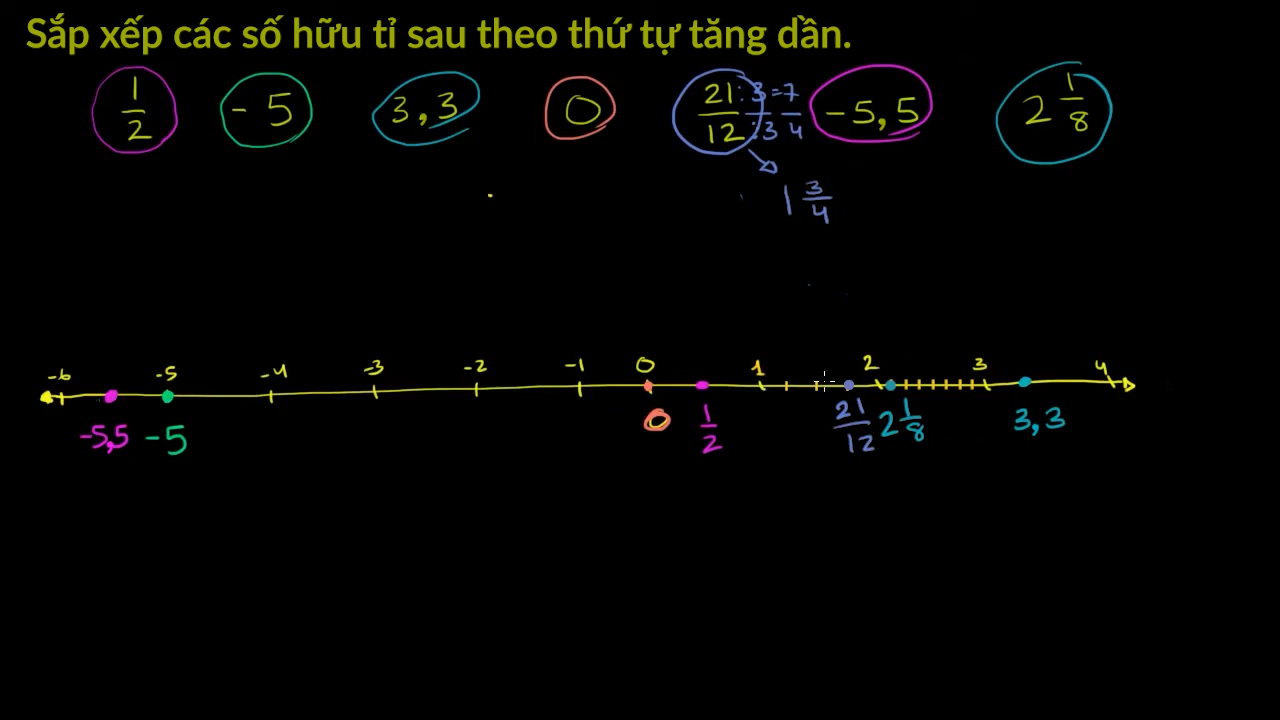 Sắp xếp các số hữu tỉ sau theo thứ tự tăng dần.
1/2 -5 3,3 0 21/12 :3/:3 = 7/4 -5,5 2 1/8
1 3/4
-6 -5 -4 -3 -2 -1 0 1 2 3 4
-5,5 -5 0 1/2 21/12 2 1/8 3,3